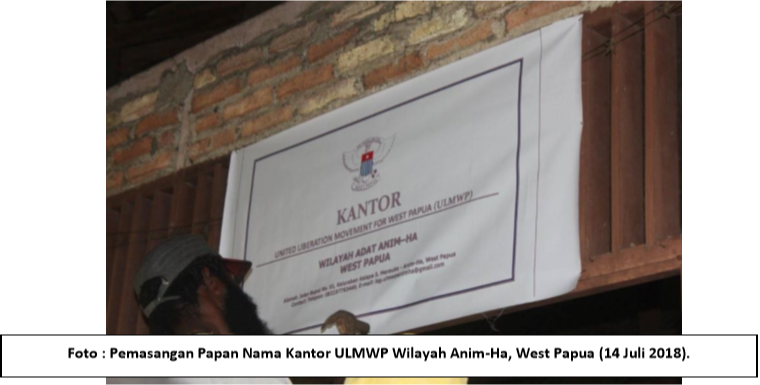 KANTOR
UNITED LIBERATION MOVEMENT FOR WEST PAPUA (ULMWP)
WILAYAH ADAT ANIM-HA
WEST PAPUA
Foto : Pemasangan Papan Nama Kantor ULMWP Wilayah Anim-Ha, West Papua (14 Juli 2018).